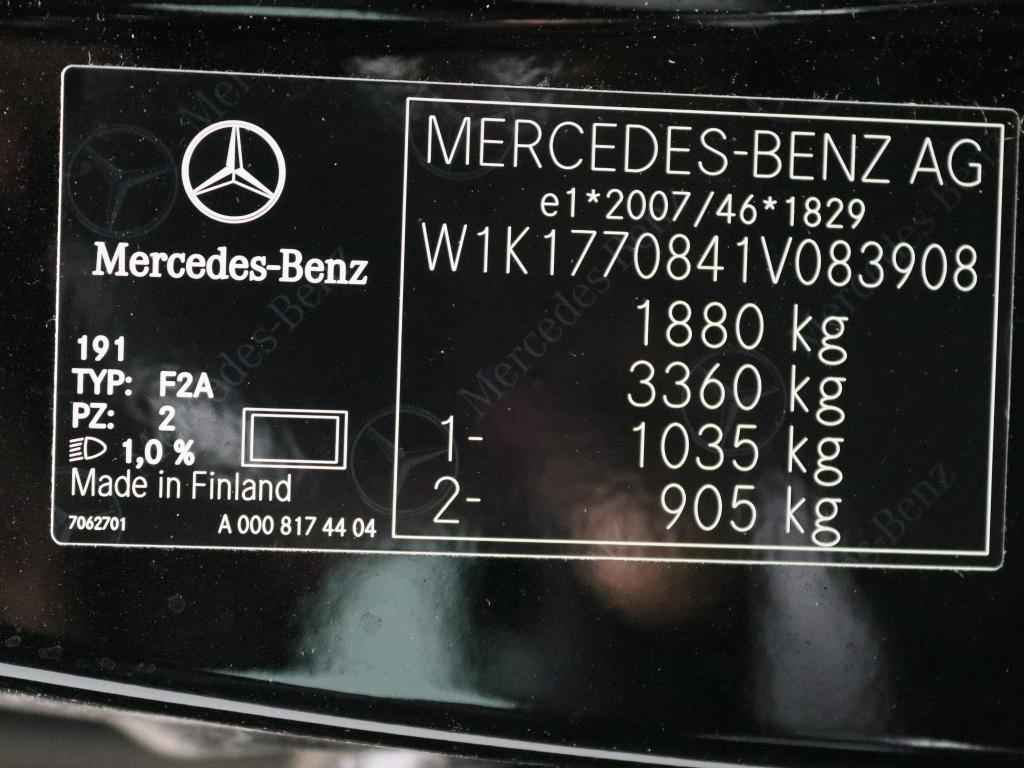 Mercedes-Benz
191
TYP: F2A
PZ: 2
1,0 %
Made in Finland
7062701 A 000 817 44 04
MERCEDES-BENZ AG
e1*2007/46*1829
W1K1770841V083908
1880 kg
3360 kg
1- 1035 kg
2- 905 kg